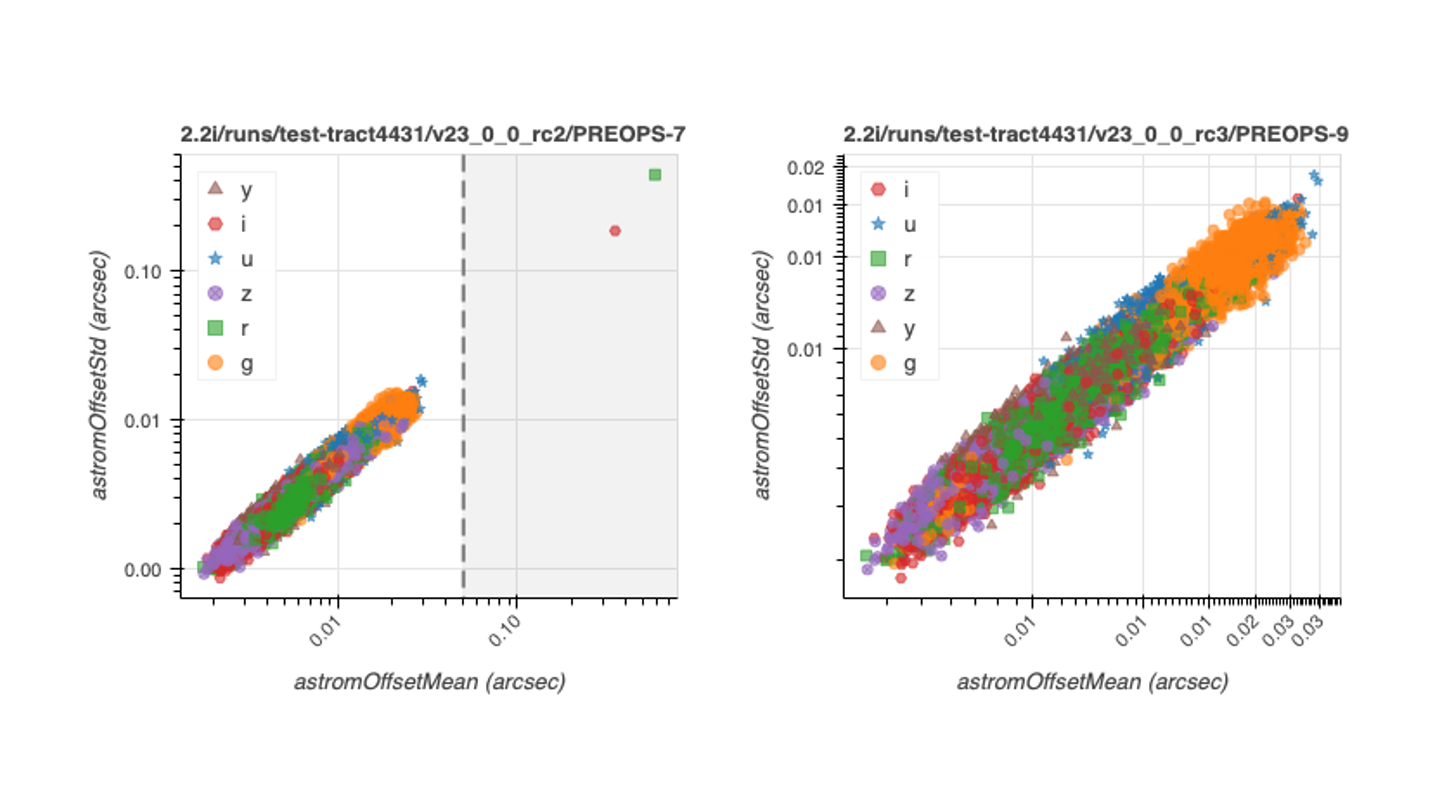 2.2i/runs/test-tract4431/v23_0_0_rc2/PREOPS-7
astromOffsetStd (arcsec)
0.10
0.01
0.00
y
i
u
z
r
g
0.01
0.10
astromOffsetMean (arcsec)
2.2i/runs/test-tract4431/v23_0_0_rc3/PREOPS-9
astromOffsetStd (arcsec)
0.02
0.01
0.01
0.01
i
u
r
z
y
g
0.01
0.01
0.01
0.02
0.03
0.03
astromOffsetMean (arcsec)